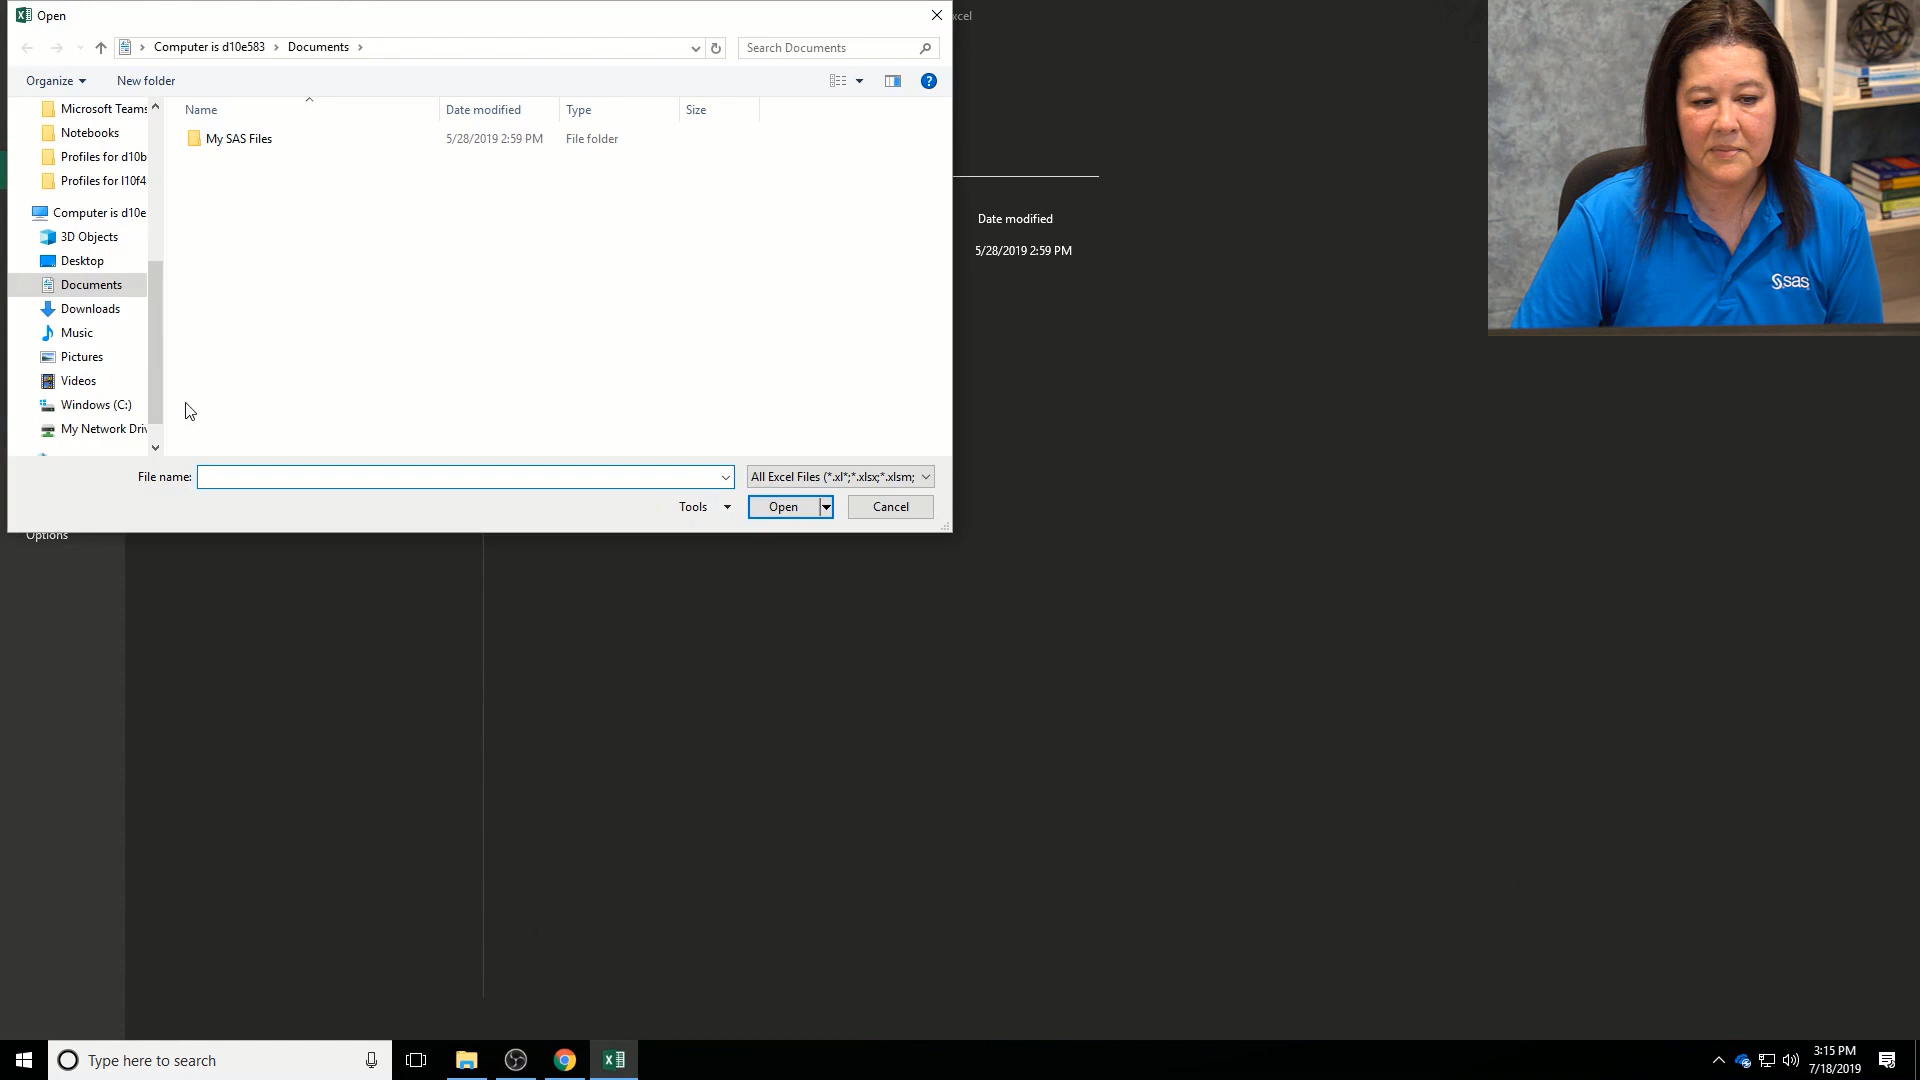 Open
xcel
Computer is d10e583 Documents
Search Documents
Organize
New folder
Name
Date modified
Type
Size
My SAS Files
5/28/2019 2:59 PM
File folder
Microsoft Teams
Notebooks
Profiles for d10b
Profiles for l10f4
Computer is d10e
3D Objects
Desktop
Documents
Downloads
Music
Pictures
Videos
Windows (C:)
My Network Driv
File name:
All Excel Files (*.xl*;*.xlsx;*.xlsm;
Tools
Open
Cancel
Options
Date modified
5/28/2019 2:59 PM
sas
Type here to search
3:15 PM
7/18/2019